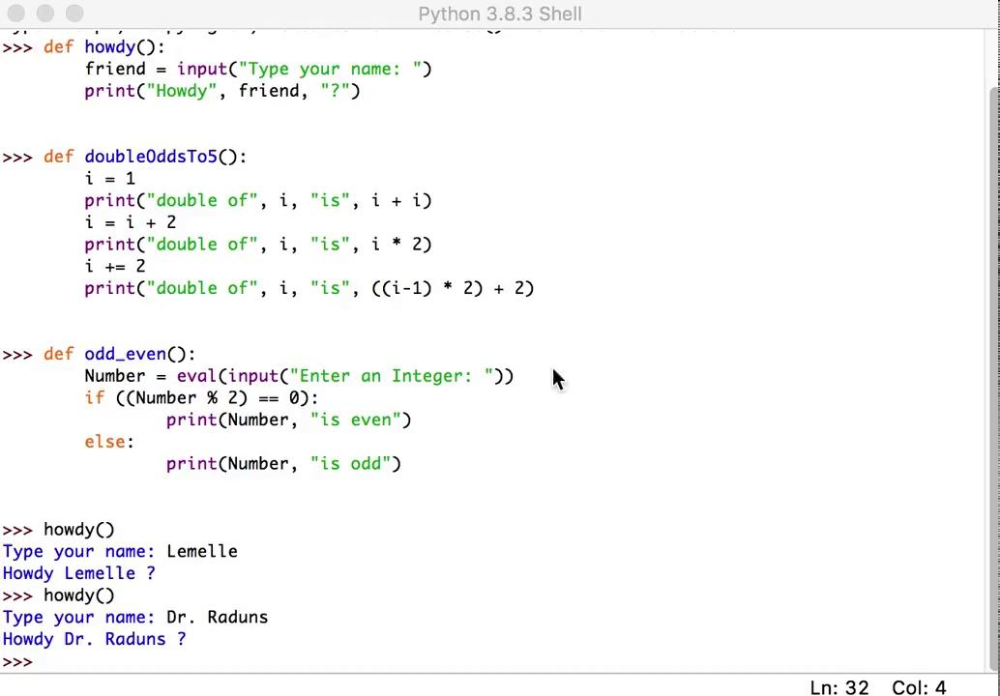 Python 3.8.3 Shell
>>> def howdy():
        friend = input("Type your name: ")
        print("Howdy", friend, "?")
>>> def doubleOddsTo5():
        i = 1
        print("double of", i, "is", i + i)
        i = i + 2
        print("double of", i, "is", i * 2)
        i += 2
        print("double of", i, "is", ((i-1) * 2) + 2)
>>> def odd_even():
        Number = eval(input("Enter an Integer: "))
        if ((Number % 2) == 0):
                print(Number, "is even")
        else:
                print(Number, "is odd")
>>> howdy()
Type your name: Lemelle
Howdy Lemelle ?
>>> howdy()
Type your name: Dr. Raduns
Howdy Dr. Raduns ?
>>>
Ln: 32 Col: 4